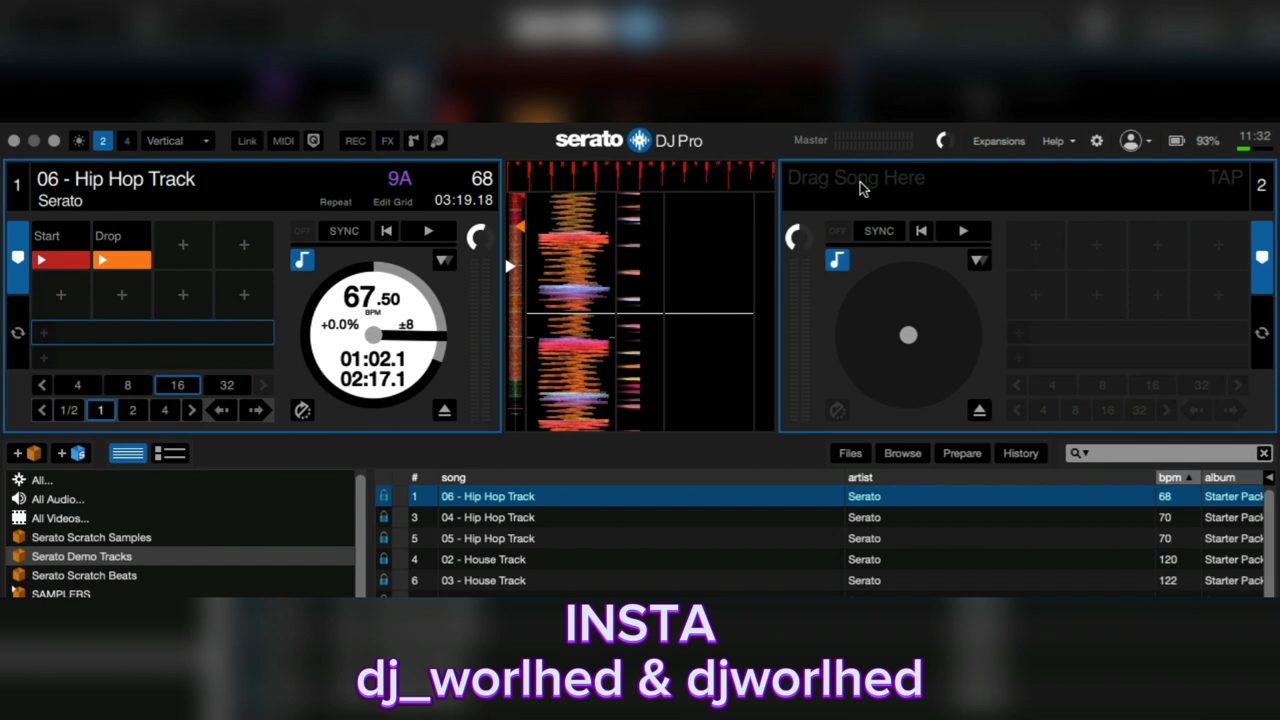 2 4 Vertical Link MIDI REC FX serato DJ Pro Master Expansions Help 93% 11:32
1 06 - Hip Hop Track 9A 68
Serato Repeat Edit Grid 03:19.18
Drag Song Here TAP 2
Start Drop
OFF SYNC
67.50
BPM
+0.0% ±8
01:02.1
02:17.1
4 8 16 32
1/2 1 2 4
OFF SYNC
4 8 16 32
4 8 16 32
Files Browse Prepare History
All...
All Audio...
All Videos...
Serato Scratch Samples
Serato Demo Tracks
Serato Scratch Beats
SAMPLERS
# song artist bpm album
1 06 - Hip Hop Track Serato 68 Starter Pack
3 04 - Hip Hop Track Serato 70 Starter Pack
5 05 - Hip Hop Track Serato 70 Starter Pack
4 02 - House Track Serato 120 Starter Pack
6 03 - House Track Serato 122 Starter Pack
INSTA
dj_worlhed & djworlhed